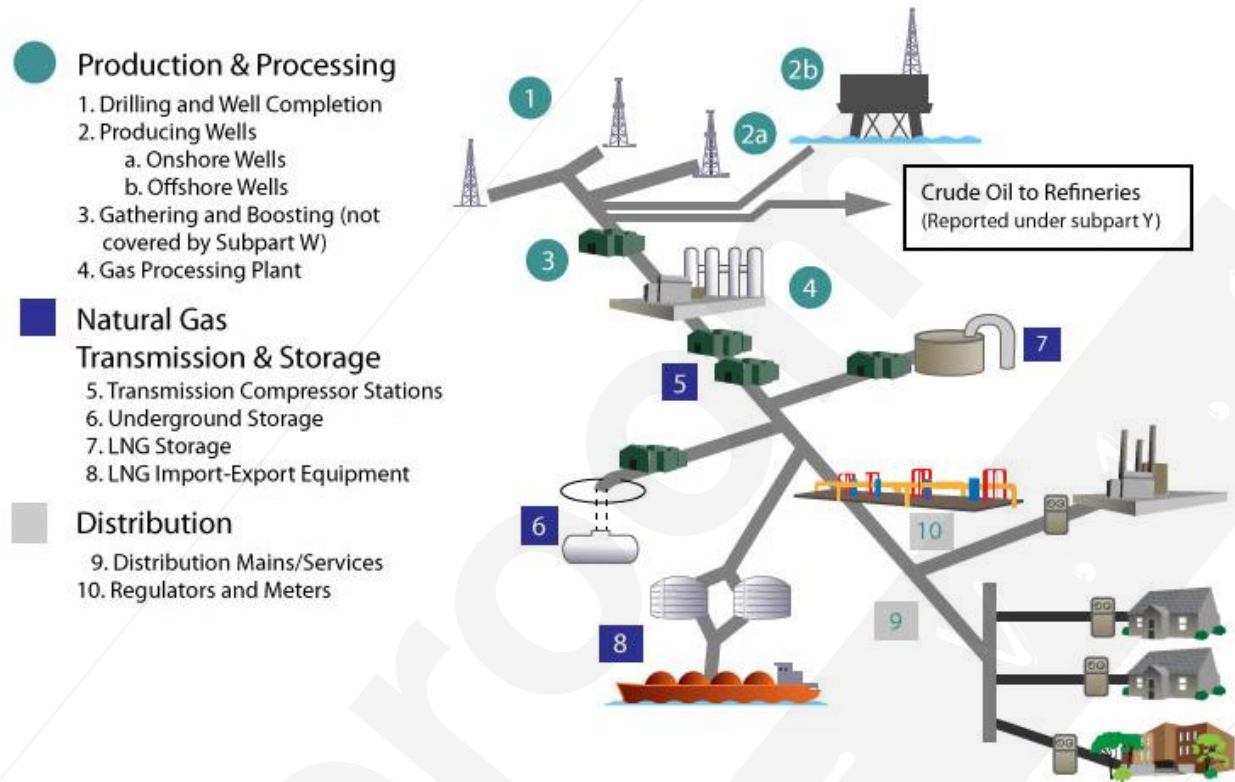 Production & Processing
1. Drilling and Well Completion
2. Producing Wells
a. Onshore Wells
b. Offshore Wells
3. Gathering and Boosting (not
covered by Subpart W)
4. Gas Processing Plant
Natural Gas
Transmission & Storage
5. Transmission Compressor Stations
6. Underground Storage
7. LNG Storage
8. LNG Import-Export Equipment
Distribution
9. Distribution Mains/Services
10. Regulators and Meters
1
2a
2b
Crude Oil to Refineries
(Reported under subpart Y)
3
4
5
7
6
10
8
9